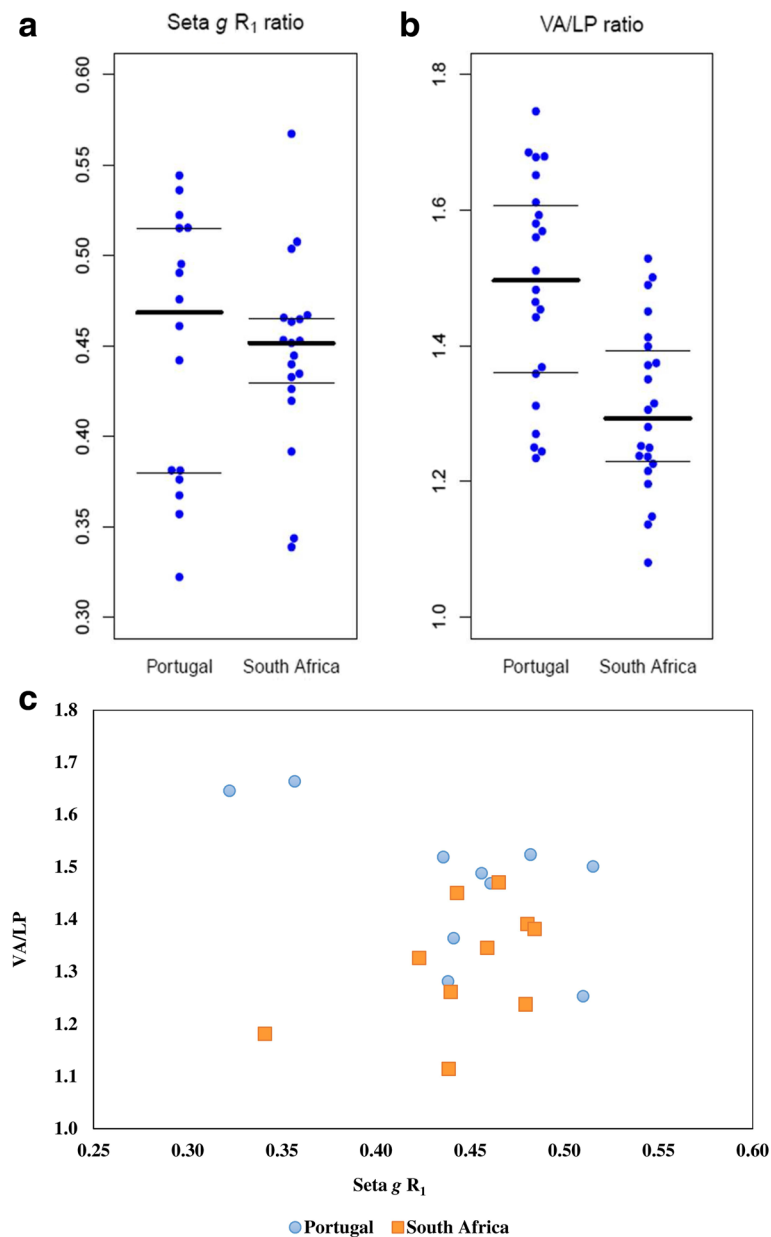 a
Seta g R1 ratio
0.60
0.55
0.50
0.45
0.40
0.35
0.30
Portugal South Africa
b
VA/LP ratio
1.8
1.6
1.4
1.2
1.0
Portugal South Africa
c
VA/LP
1.8
1.7
1.6
1.5
1.4
1.3
1.2
1.1
1.0
0.25 0.30 0.35 0.40 0.45 0.50 0.55 0.60
Seta g R1
Portugal South Africa